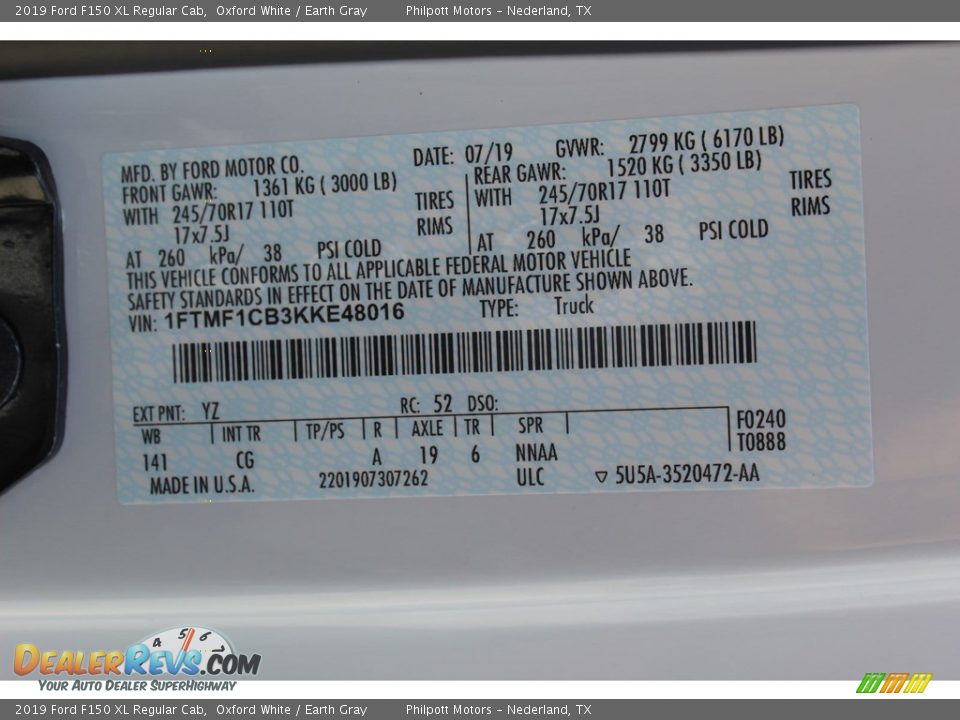 2019 Ford F150 XL Regular Cab, Oxford White / Earth Gray Philpott Motors - Nederland, TX
MFD. BY FORD MOTOR CO. DATE: 07/19 GVWR: 2799 KG ( 6170 LB)
FRONT GAWR: 1361 KG ( 3000 LB) REAR GAWR: 1520 KG ( 3350 LB)
WITH 245/70R17 110T TIRES WITH 245/70R17 110T TIRES
17x7.5J RIMS 17x7.5J RIMS
AT 260 kPa/ 38 PSI COLD AT 260 kPa/ 38 PSI COLD
THIS VEHICLE CONFORMS TO ALL APPLICABLE FEDERAL MOTOR VEHICLE
SAFETY STANDARDS IN EFFECT ON THE DATE OF MANUFACTURE SHOWN ABOVE.
VIN: 1FTMF1CB3KKE48016 TYPE: Truck
EXT PNT: YZ RC: 52 DSO:
WB INT TR TP/PS R AXLE TR SPR F0240
141 CG A 19 6 NNAA T0888
MADE IN U.S.A. 2201907307262 ULC ▽ 5U5A-3520472-AA
4 5 6
DEALERREVS.COM
YOUR AUTO DEALER SUPERHIGHWAY
2019 Ford F150 XL Regular Cab, Oxford White / Earth Gray Philpott Motors - Nederland, TX